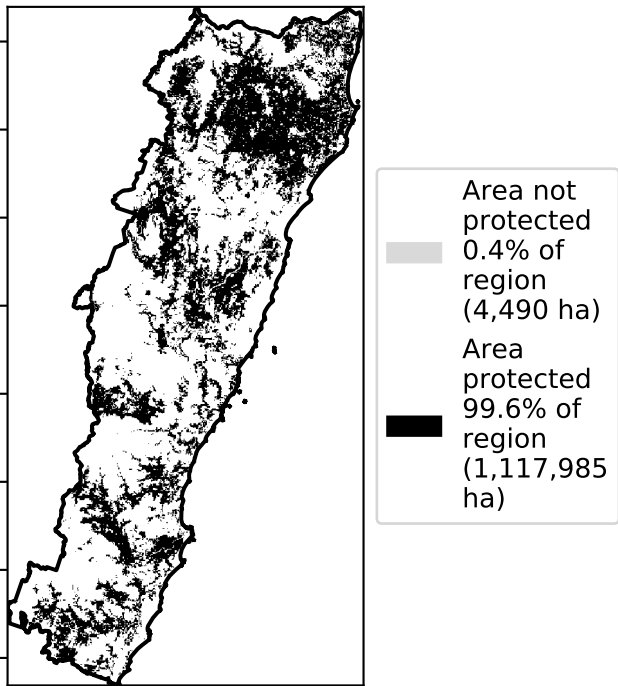 Area not
protected
0.4% of
region
(4,490 ha)
Area
protected
99.6% of
region
(1,117,985
ha)